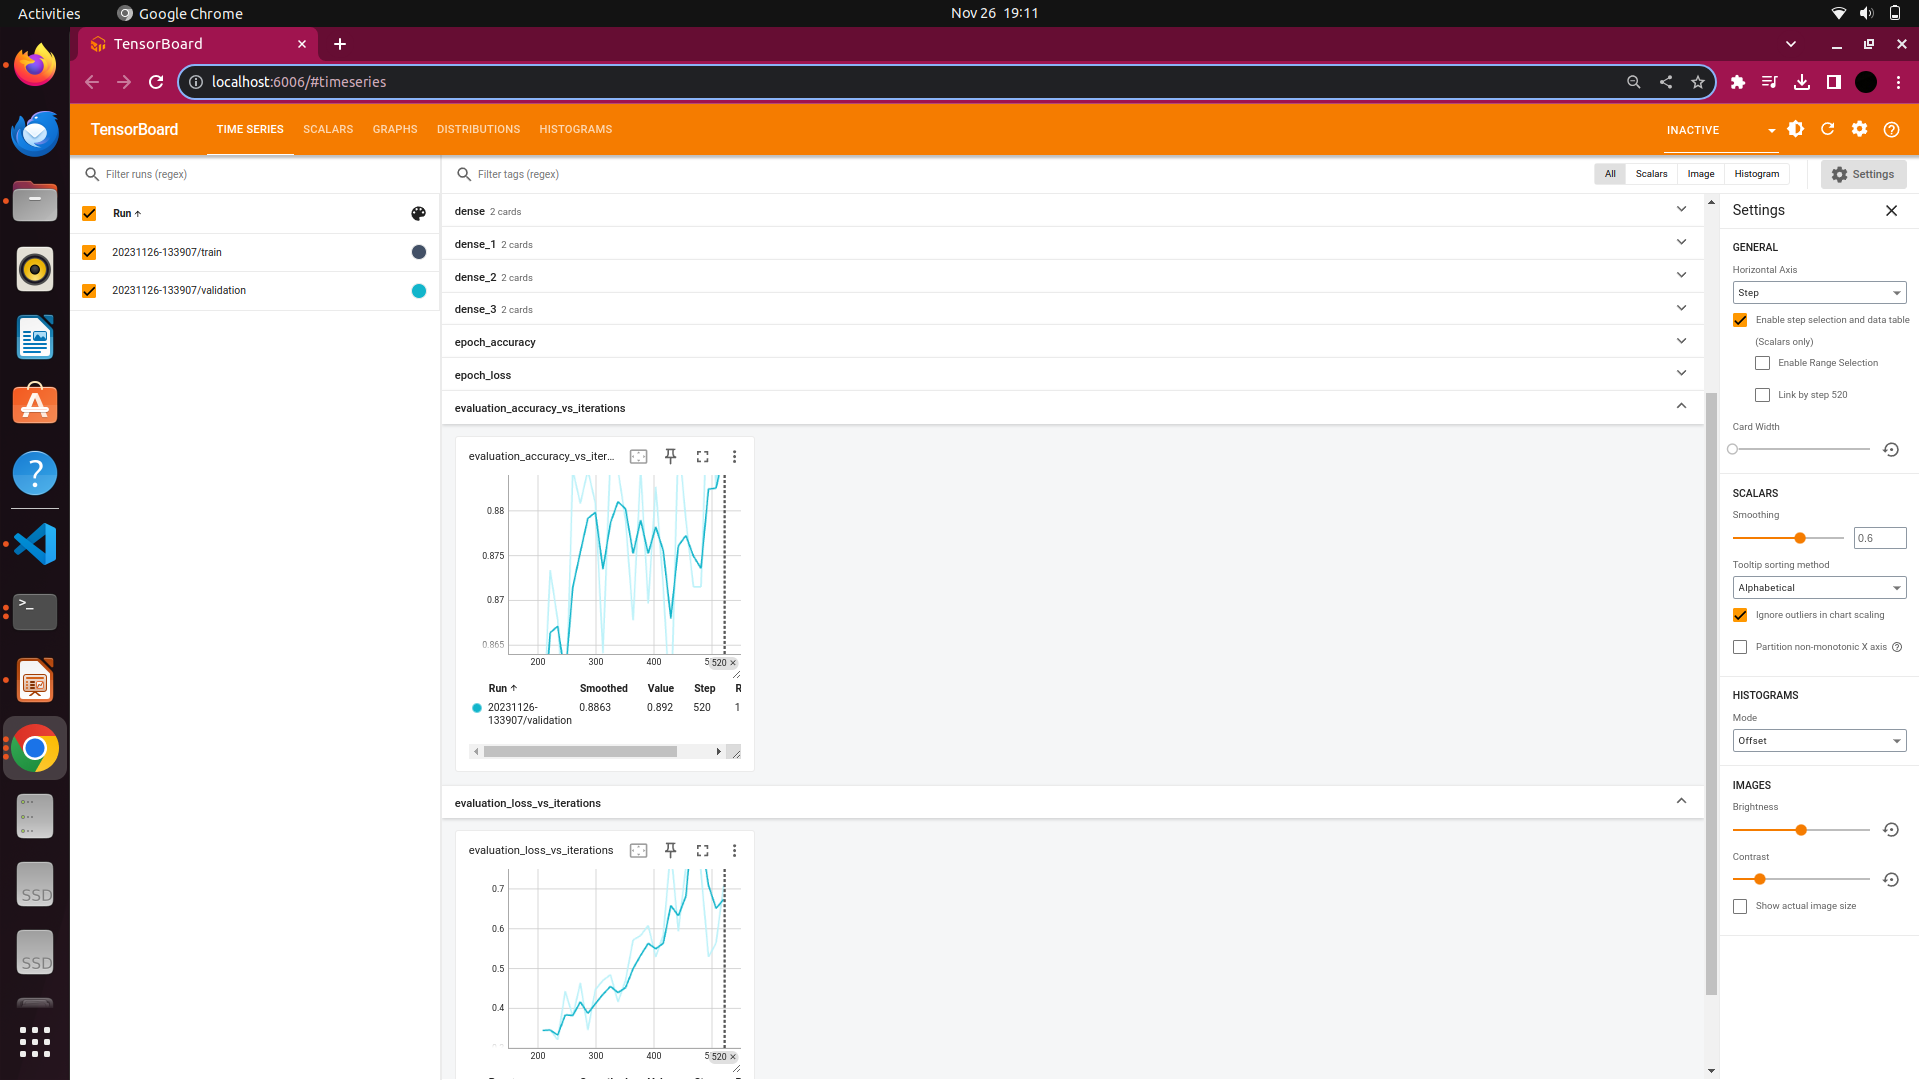 Activities Google Chrome Nov 26 19:11
TensorBoard
localhost:6006/#timeseries
TensorBoard TIME SERIES SCALARS GRAPHS DISTRIBUTIONS HISTOGRAMS INACTIVE
Filter runs (regex)
Run ↑
20231126-133907/train
20231126-133907/validation
Filter tags (regex) All Scalars Image Histogram Settings
dense 2 cards
dense_1 2 cards
dense_2 2 cards
dense_3 2 cards
epoch_accuracy
epoch_loss
evaluation_accuracy_vs_iterations
evaluation_accuracy_vs_iter...
0.88
0.875
0.87
0.865
200 300 400 520 ×
Run ↑ Smoothed Value Step R
20231126- 0.8863 0.892 520 1
133907/validation
evaluation_loss_vs_iterations
evaluation_loss_vs_iterations
0.7
0.6
0.5
0.4
200 300 400 520 ×
Settings
GENERAL
Horizontal Axis
Step
Enable step selection and data table
(Scalars only)
Enable Range Selection
Link by step 520
Card Width
SCALARS
Smoothing
0.6
Tooltip sorting method
Alphabetical
Ignore outliers in chart scaling
Partition non-monotonic X axis
HISTOGRAMS
Mode
Offset
IMAGES
Brightness
Contrast
Show actual image size
SSD
SSD